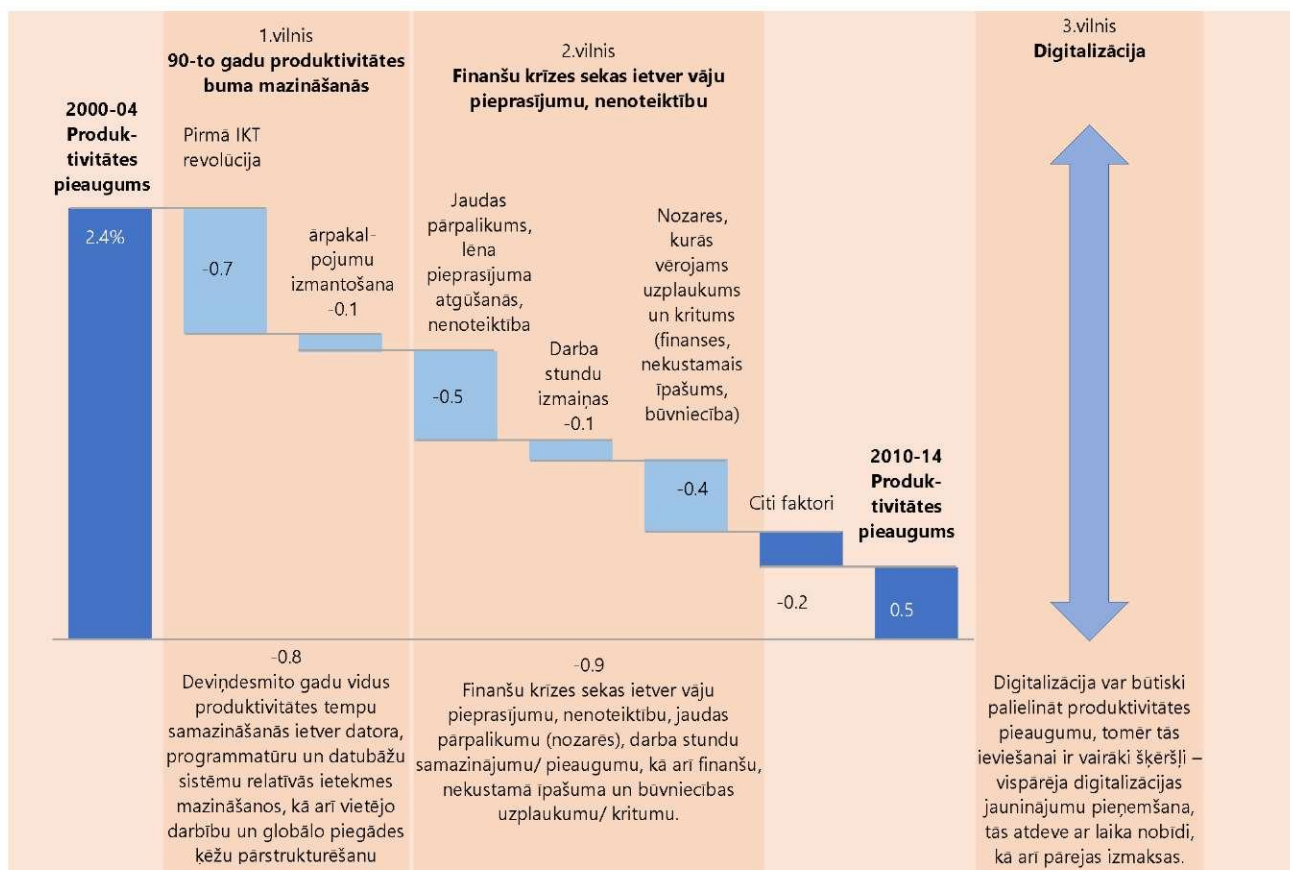 1.vilnis
90-to gadu produktivitātes
buma mazināšanās
2.vilnis
Finanšu krīzes sekas ietver vāju
pieprasījumu, nenoteiktību
3.vilnis
Digitalizācija
2000-04
Produk-
tivitātes
pieaugums
2.4%
Pirmā IKT
revolūcija
-0.7
ārpakal-
pojumu
izmantošana
-0.1
Jaudas
pārpalikums,
lēna
pieprasījuma
atgūšanās,
nenoteiktība
-0.5
Darba
stundu
izmaiņas
-0.1
Nozares,
kurās
vērojams
uzplaukums
un kritums
(finanses,
nekustamais
īpašums,
būvniecība)
-0.4
Citi faktori
-0.2
2010-14
Produk-
tivitātes
pieaugums
0.5
-0.8
Deviņdesmito gadu vidus
produktivitātes tempu
samazināšanās ietver datora,
programmatūru un datubāžu
sistēmu relatīvās ietekmes
mazināšanos, kā arī vietējo
darbību un globālo piegādes
ķēžu pārstrukturēšanu
-0.9
Finanšu krīzes sekas ietver vāju
pieprasījumu, nenoteiktību, jaudas
pārpalikumu (nozarēs), darba stundu
samazinājumu/ pieaugumu, kā arī finanšu,
nekustamā īpašuma un būvniecības
uzplaukumu/ kritumu.
Digitalizācija var būtiski
palielināt produktivitātes
pieaugumu, tomēr tās
ieviešanai ir vairāki šķēršļi –
vispārēja digitalizācijas
jauninājumu pieņemšana,
tās atdeve ar laika nobīdi,
kā arī pārejas izmaksas.